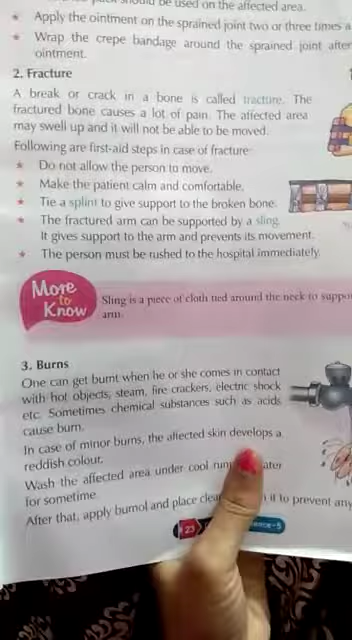 be used on the affected area.
* Apply the ointment on the sprained joint two or three times a
* Wrap the crepe bandage around the sprained joint after
ointment.
2. Fracture
A break or crack in a bone is called fracture. The
fractured bone causes a lot of pain. The affected area
may swell up and it will not be able to be moved.
Following are first-aid steps in case of fracture:
* Do not allow the person to move.
* Make the patient calm and comfortable.
* Tie a splint to give support to the broken bone.
* The fractured arm can be supported by a sling.
It gives support to the arm and prevents its movement.
* The person must be rushed to the hospital immediately.
More
to
Know
Sling is a piece of cloth tied around the neck to suppo
arm.
3. Burns
One can get burnt when he or she comes in contact
with hot objects, steam, fire crackers, electric shock
etc. Sometimes chemical substances such as acids
cause burn.
In case of minor burns, the affected skin develops a
reddish colour.
Wash the affected area under cool ater
for sometime.
After that, apply burnol and place it to prevent any
23